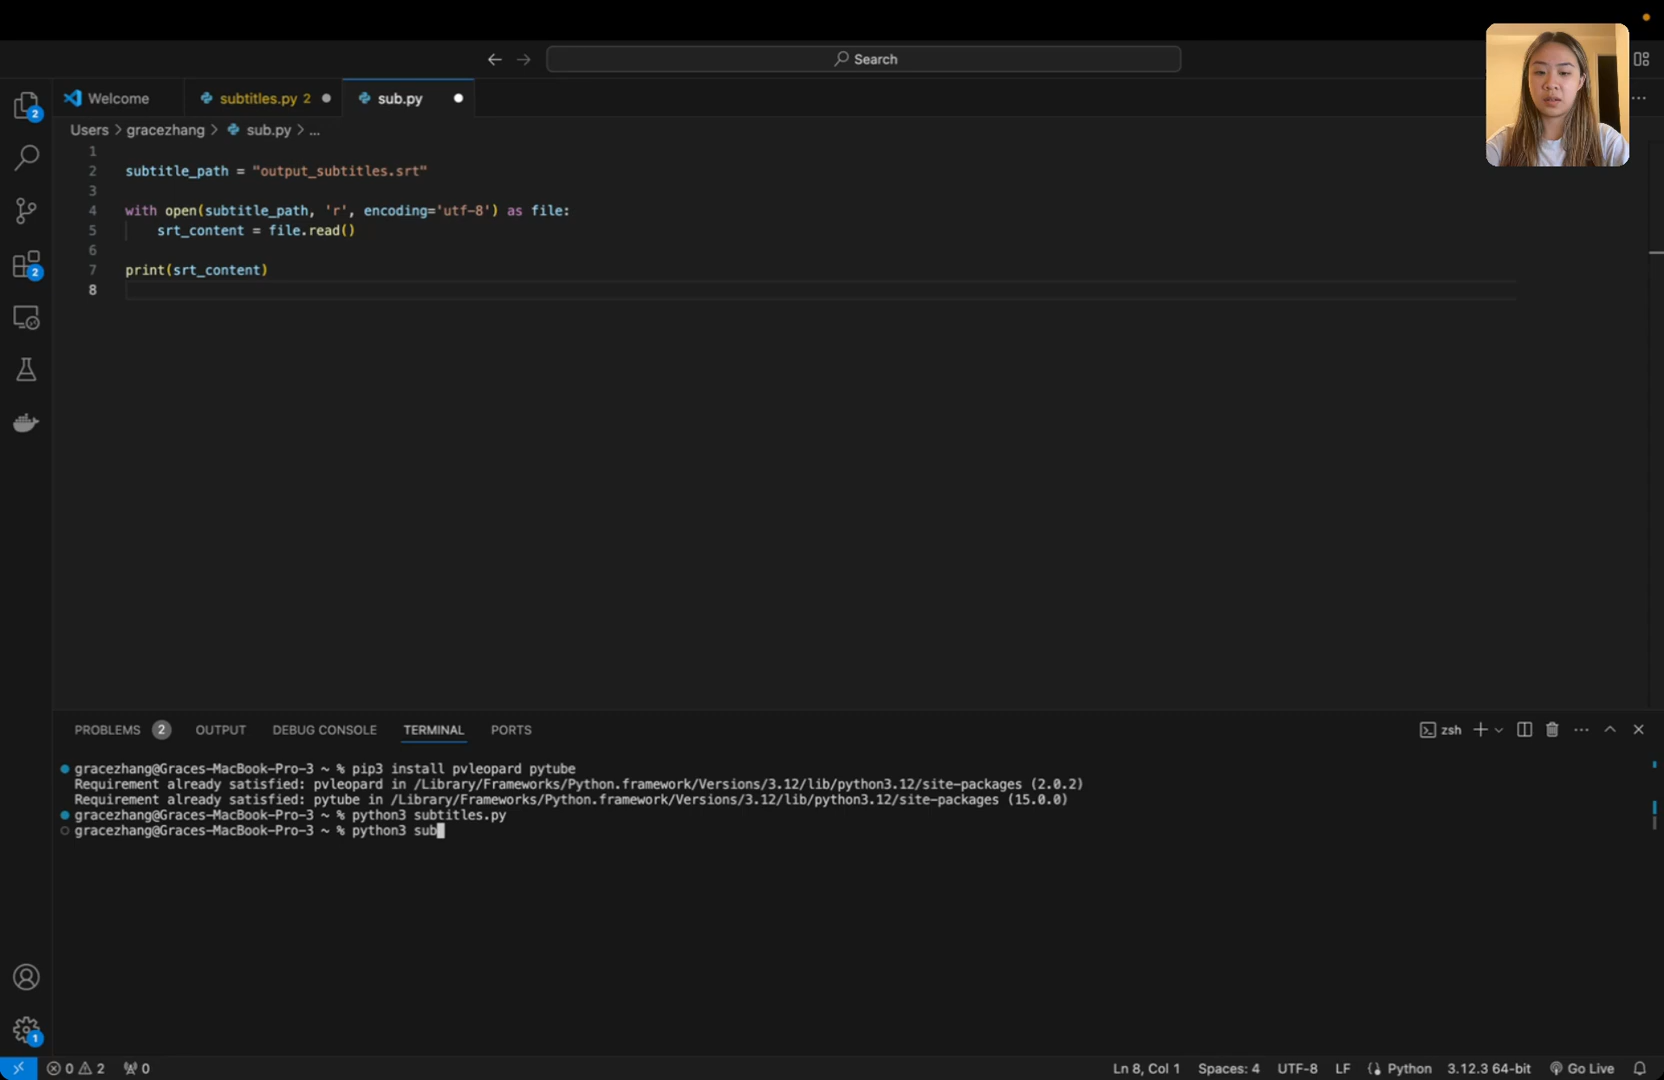 Search
Welcome
subtitles.py 2
sub.py
Users > gracezhang > sub.py > ...
1
2 subtitle_path = "output_subtitles.srt"
3
4 with open(subtitle_path, 'r', encoding='utf-8') as file:
5 srt_content = file.read()
6
7 print(srt_content)
8
2
2
1
PROBLEMS 2 OUTPUT DEBUG CONSOLE TERMINAL PORTS
zsh
gracezhang@Graces-MacBook-Pro-3 ~ % pip3 install pvleopard pytube
Requirement already satisfied: pvleopard in /Library/Frameworks/Python.framework/Versions/3.12/lib/python3.12/site-packages (2.0.2)
Requirement already satisfied: pytube in /Library/Frameworks/Python.framework/Versions/3.12/lib/python3.12/site-packages (15.0.0)
gracezhang@Graces-MacBook-Pro-3 ~ % python3 subtitles.py
gracezhang@Graces-MacBook-Pro-3 ~ % python3 sub
0 2 0
Ln 8, Col 1 Spaces: 4 UTF-8 LF Python 3.12.3 64-bit Go Live